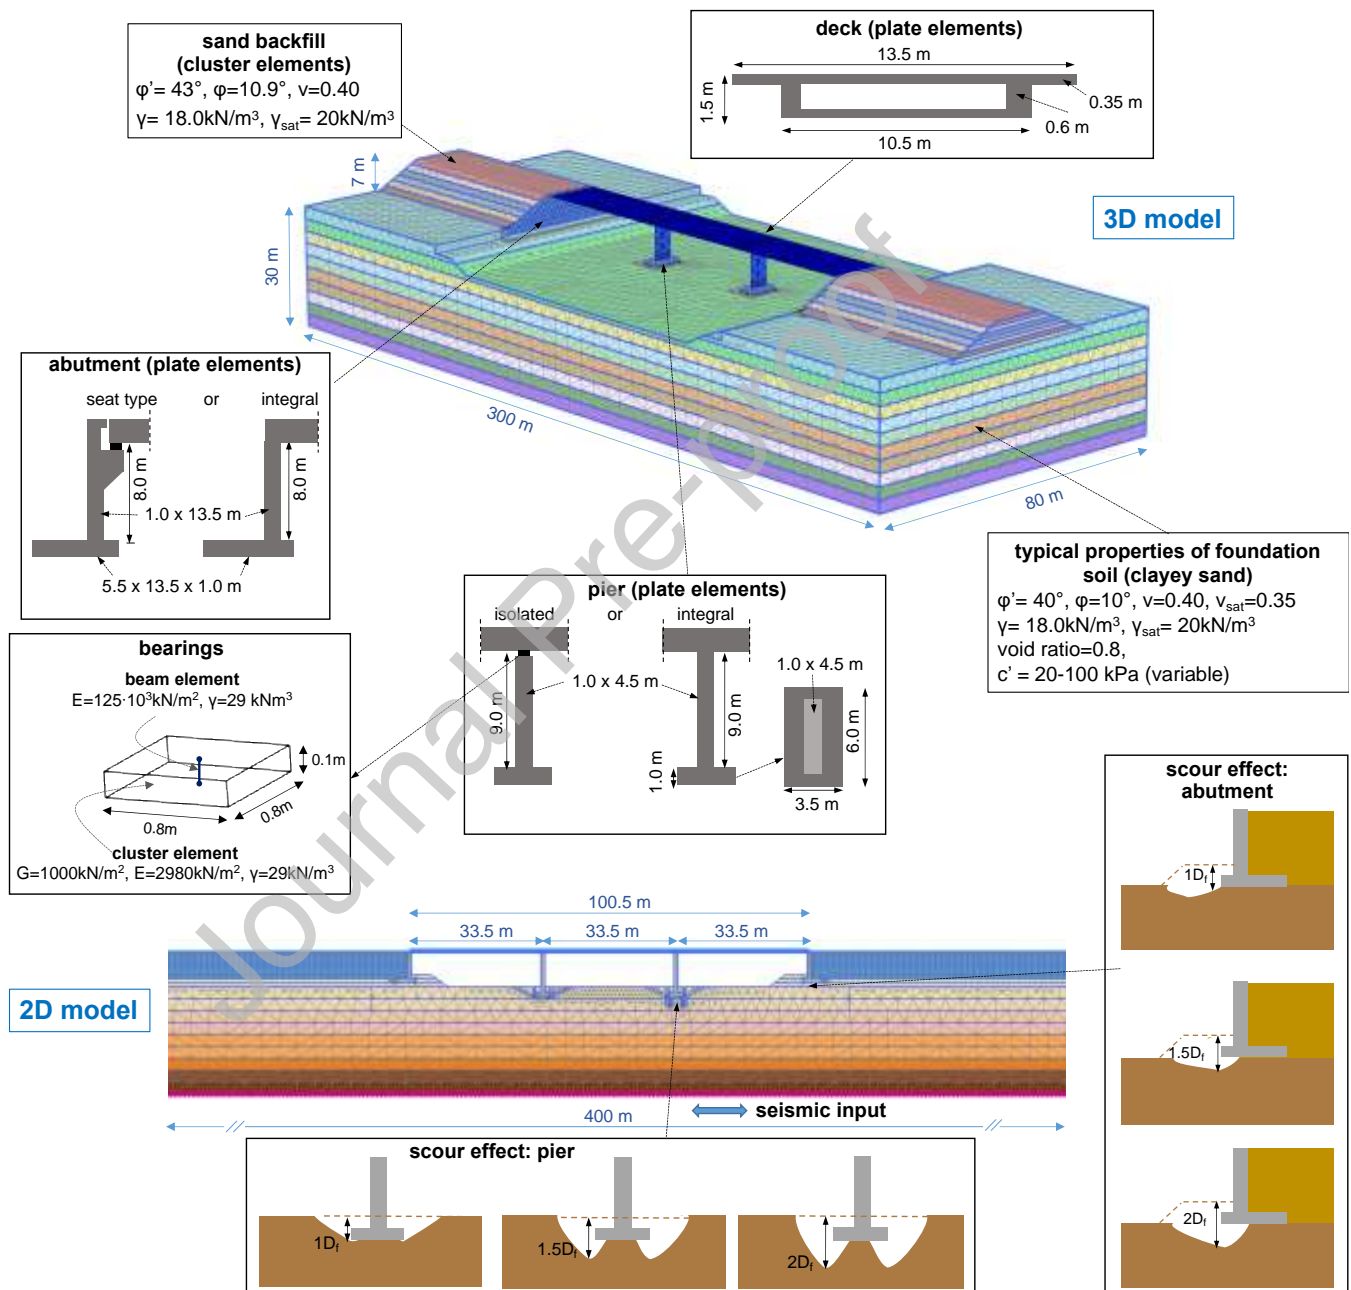 sand backfill
(cluster elements)
φ'= 43°, φ=10.9°, v=0.40
γ= 18.0kN/m³, γsat= 20kN/m³
deck (plate elements)
13.5 m
1.5 m
0.35 m
0.6 m
10.5 m
7 m
3D model
30 m
300 m
80 m
abutment (plate elements)
seat type or integral
8.0 m
8.0 m
1.0 x 13.5 m
5.5 x 13.5 x 1.0 m
typical properties of foundation
soil (clayey sand)
φ'= 40°, φ=10°, v=0.40, vsat=0.35
γ= 18.0kN/m³, γsat= 20kN/m³
void ratio=0.8,
c' = 20-100 kPa (variable)
pier (plate elements)
isolated or integral
1.0 x 4.5 m
1.0 x 4.5 m
9.0 m
9.0 m
6.0 m
1.0 m
3.5 m
bearings
beam element
E=125·10³kN/m², γ=29 kNm³
0.1m
0.8m
0.8m
cluster element
G=1000kN/m², E=2980kN/m², γ=29kN/m³
scour effect:
abutment
1Df
1.5Df
2Df
100.5 m
33.5 m 33.5 m 33.5 m
2D model
seismic input
400 m
scour effect: pier
1Df
1.5Df
2Df
Journal Pre-proof